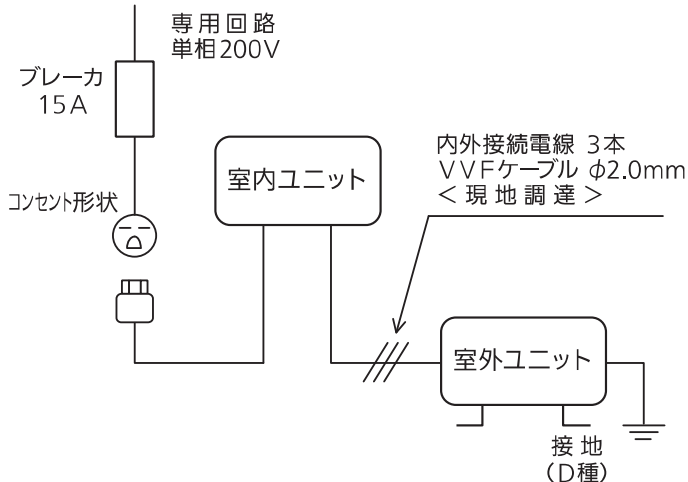 専用回路
単相200V
ブレーカ
15A
コンセント形状
室内ユニット
内外接続電線 3本
VVFケーブル φ2.0mm
<現地調達>
室外ユニット
接地
(D種)